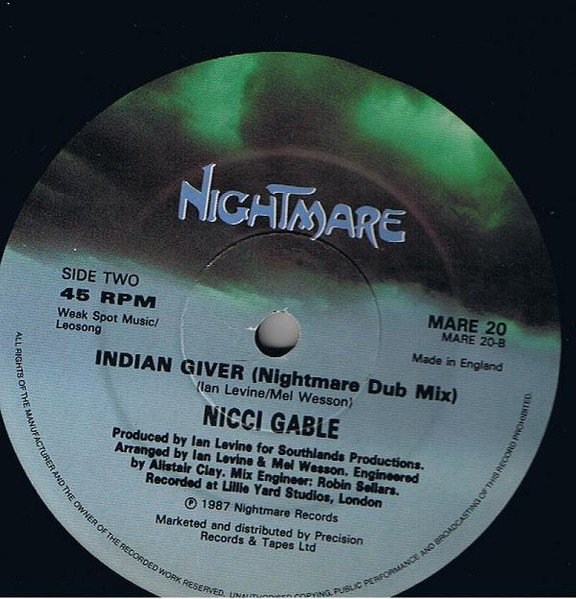 NIGHTMARE
SIDE TWO
45 RPM
Weak Spot Music/
Leosong
MARE 20
MARE 20-B
Made in England
INDIAN GIVER (Nightmare Dub Mix)
(Ian Levine/Mel Wesson)
NICCI GABLE
Produced by Ian Levine for Southlands Productions.
Arranged by Ian Levine & Mel Wesson. Engineered
by Alistair Clay. Mix Engineer: Robin Sellars.
Recorded at Lillie Yard Studios, London
℗ 1987 Nightmare Records
Marketed and distributed by Precision
Records & Tapes Ltd
ALL RIGHTS OF THE MANUFACTURER AND THE OWNER OF THE RECORDED WORK RESERVED. UNAUTHORISED COPYING, PUBLIC PERFORMANCE AND BROADCASTING OF THIS RECORD PROHIBITED.